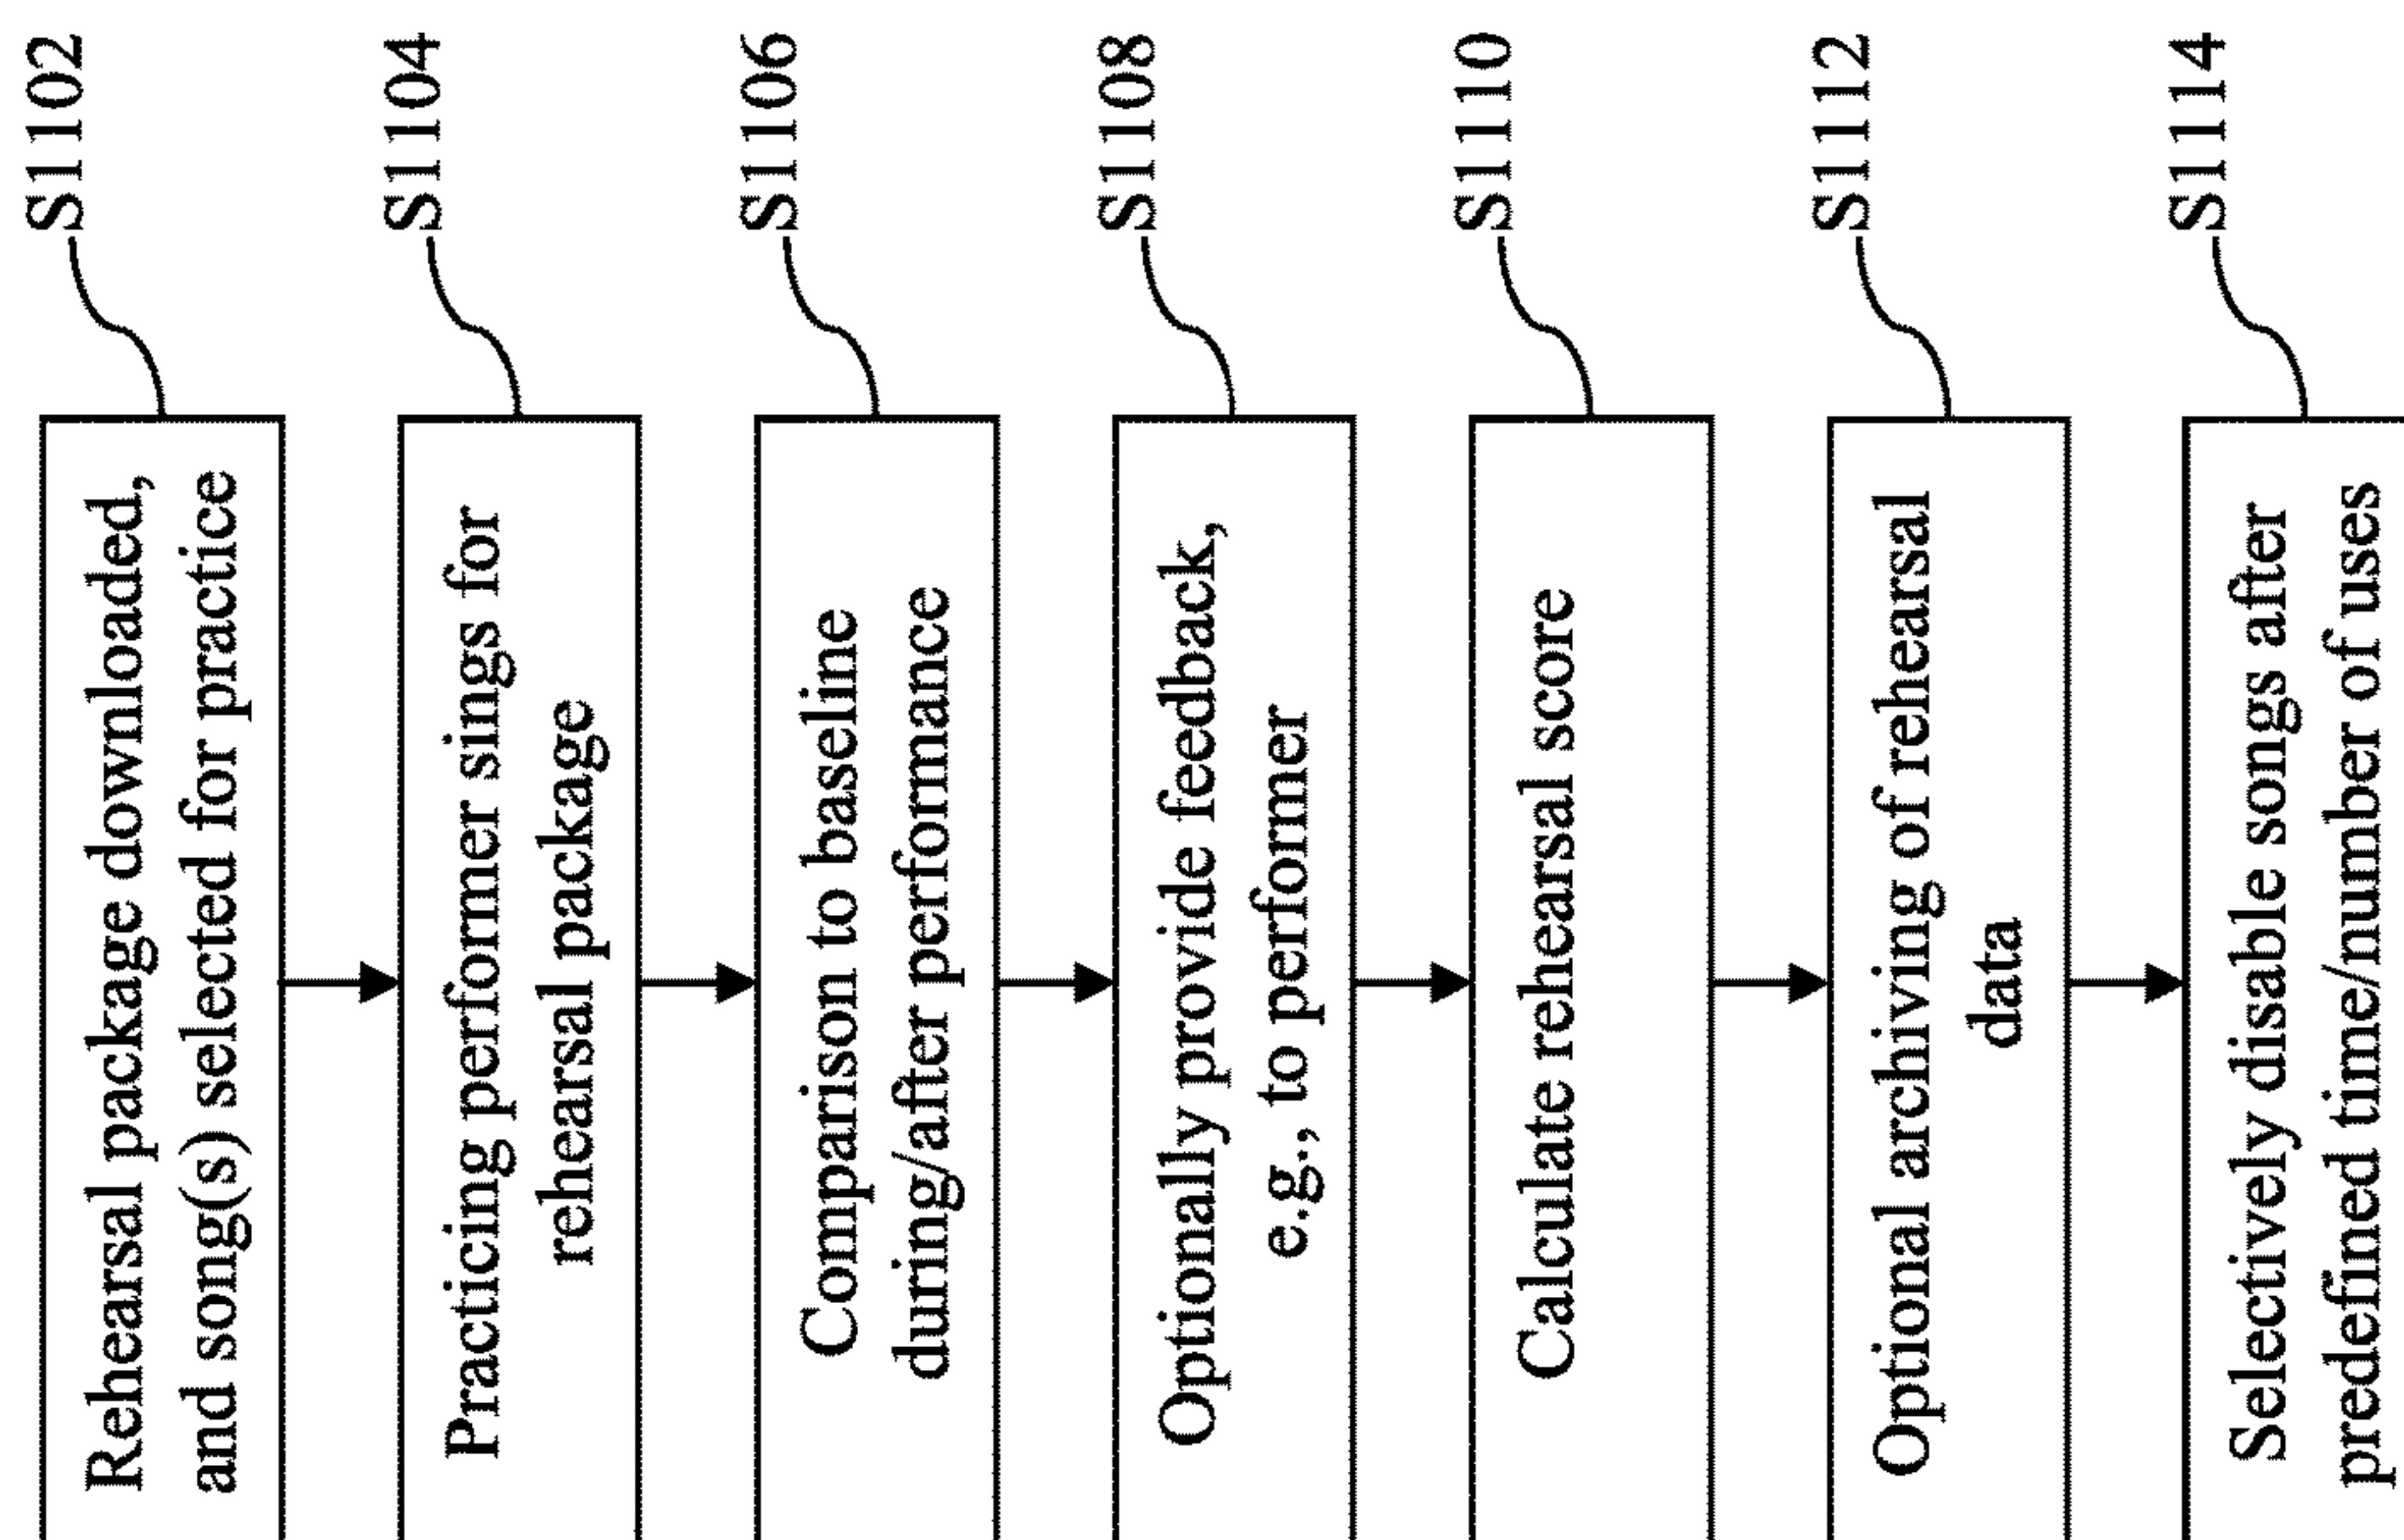 Rehearsal package downloaded,
and song(s) selected for practice
S1102
Practicing performer sings for
rehearsal package
S1104
Comparison to baseline
during/after performance
S1106
Optionally provide feedback,
e.g., to performer
S1108
Calculate rehearsal score
S1110
Optional archiving of rehearsal
data
S1112
Selectively disable songs after
predefined time/number of uses
S1114